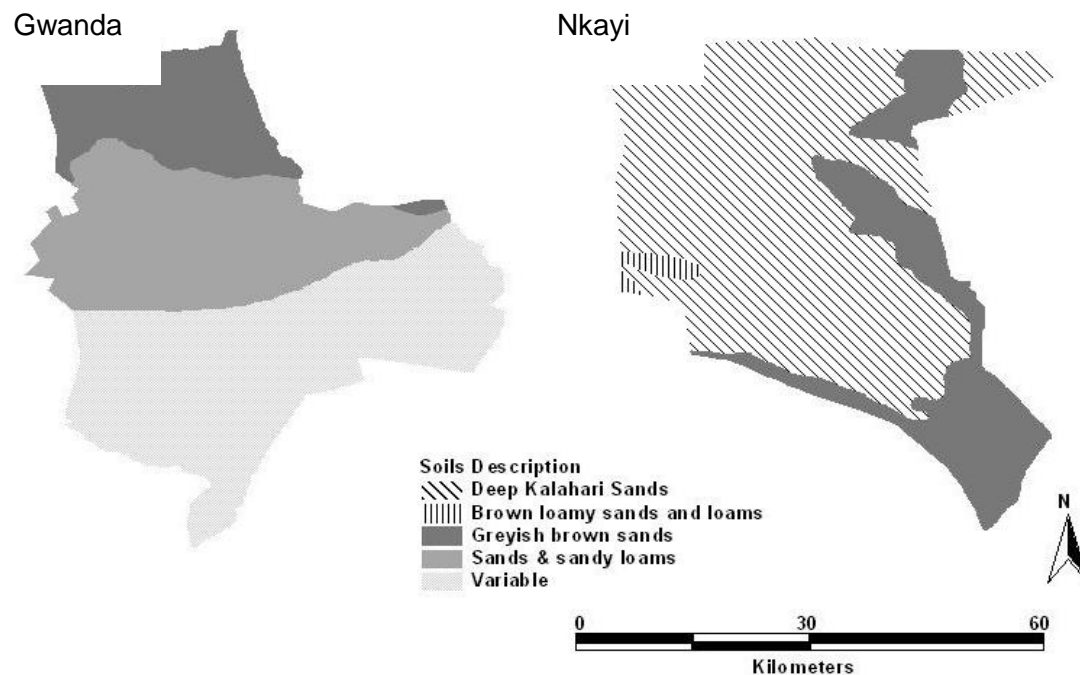 Gwanda
Nkayi
Soils Description
Deep Kalahari Sands
Brown loamy sands and loams
Greyish brown sands
Sands & sandy loams
Variable
N
0 30 60
Kilometers